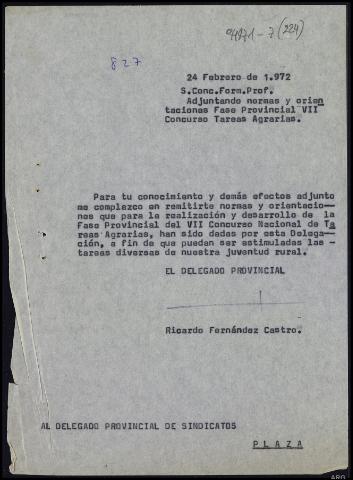 94971-7(224)
827
24 Febrero de 1.972
S.Conc.Form.Prof.
Adjuntando normas y orien
taciones Fase Provincial VII
Concurso Tareas Agrarias.
Para tu conocimiento y demás efectos adjunto
me complazco en remitirte normas y orientacio-
nes que para la realización y desarrollo de la
Fase Provincial del VII Concurso Nacional de Ta
reas Agrarias, han sido dadas por esta Delega-
ción, a fin de que puedan ser estimuladas las -
tareas diversas de nuestra juventud rural.
EL DELEGADO PROVINCIAL
Ricardo Fernández Castro.
AL DELEGADO PROVINCIAL DE SINDICATOS
PLAZA
ARG